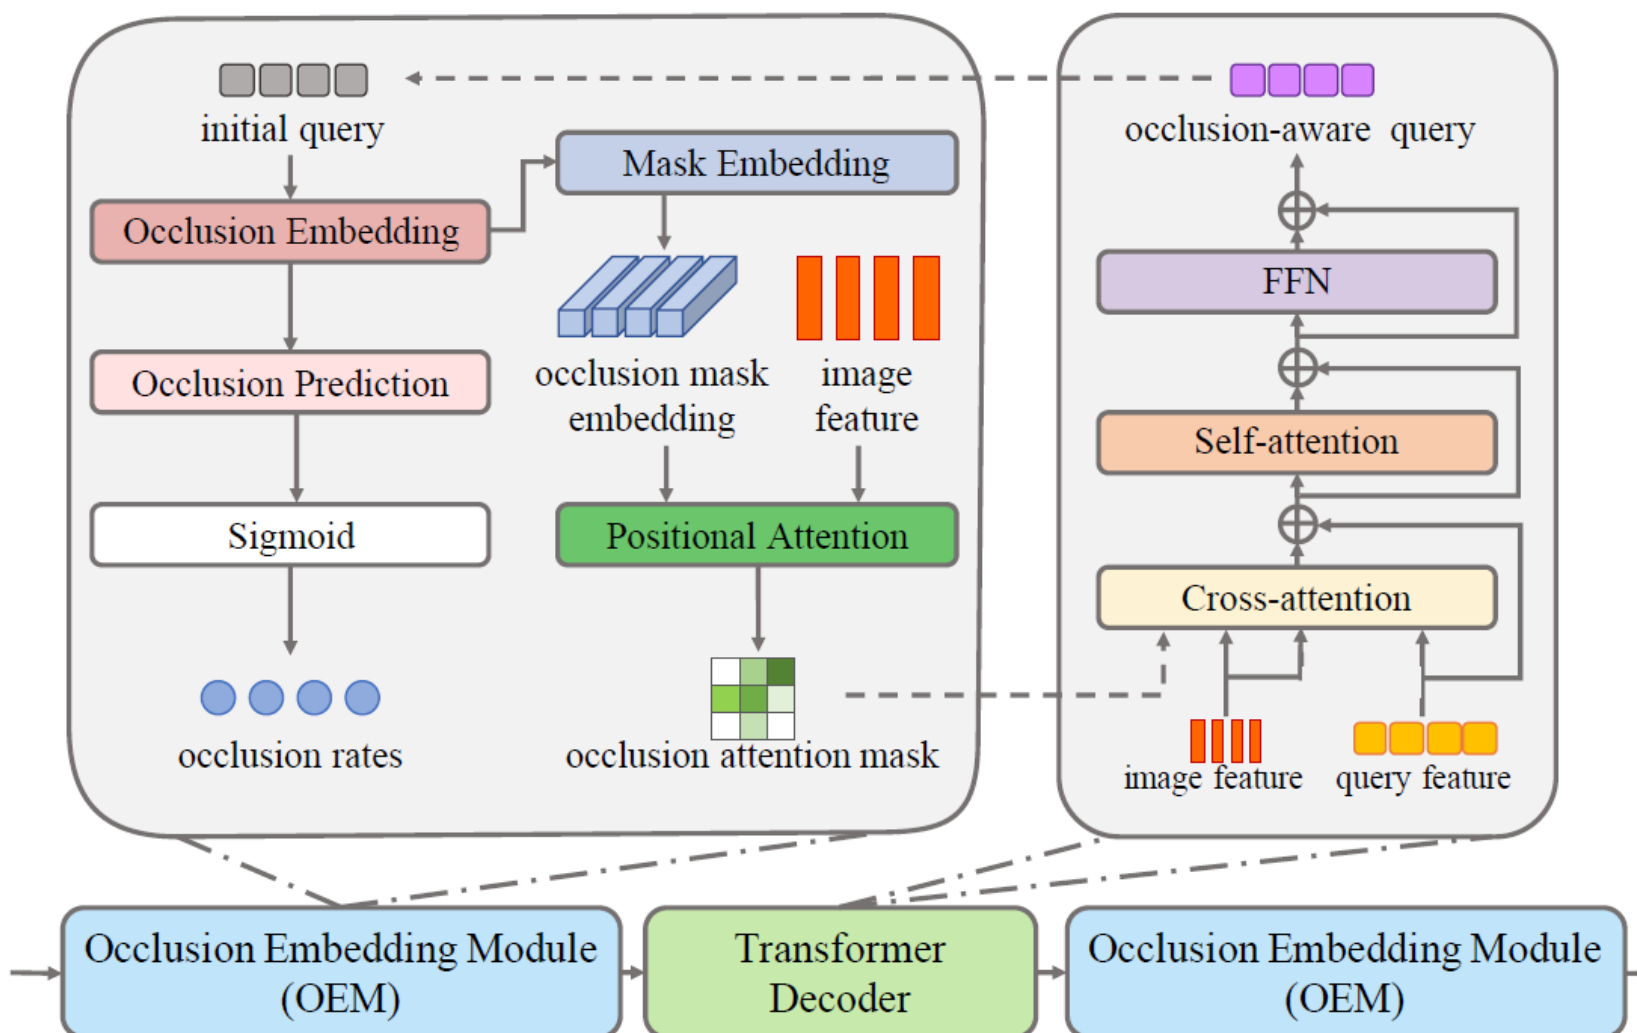 initial query
Occlusion Embedding
Occlusion Prediction
Sigmoid
occlusion rates
Mask Embedding
occlusion mask
embedding
image
feature
Positional Attention
occlusion attention mask
occlusion-aware query
FFN
Self-attention
Cross-attention
image feature
query feature
Occlusion Embedding Module
(OEM)
Transformer
Decoder
Occlusion Embedding Module
(OEM)